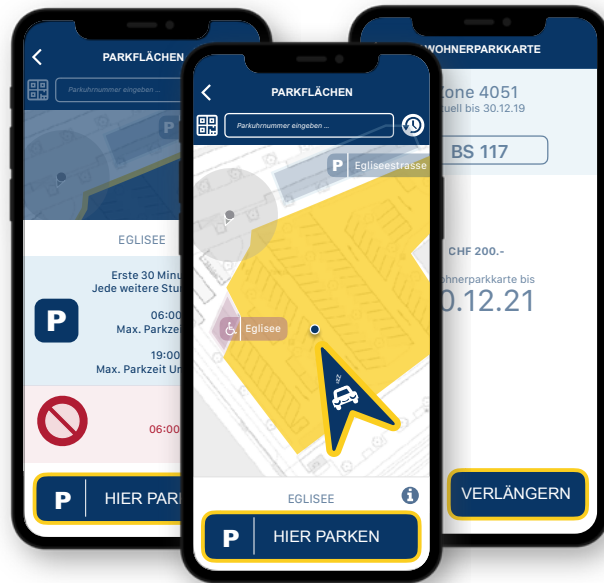 PARKFLÄCHEN
Parkuhrnummer eingeben ...
P
EGLISEE
Erste 30 Minu
Jede weitere Stu
P
06:00
Max. Parkzei
19:00
Max. Parkzeit Un
06:00
P
HIER PAR
PARKFLÄCHEN
Parkuhrnummer eingeben ...
P
Egliseestrasse
Eglisee
EGLISEE
P
HIER PARKEN
WOHNERPARKKARTE
Zone 4051
tuell bis 30.12.19
BS 117
CHF 200.-
ohnerparkkarte bis
0.12.21
VERLÄNGERN